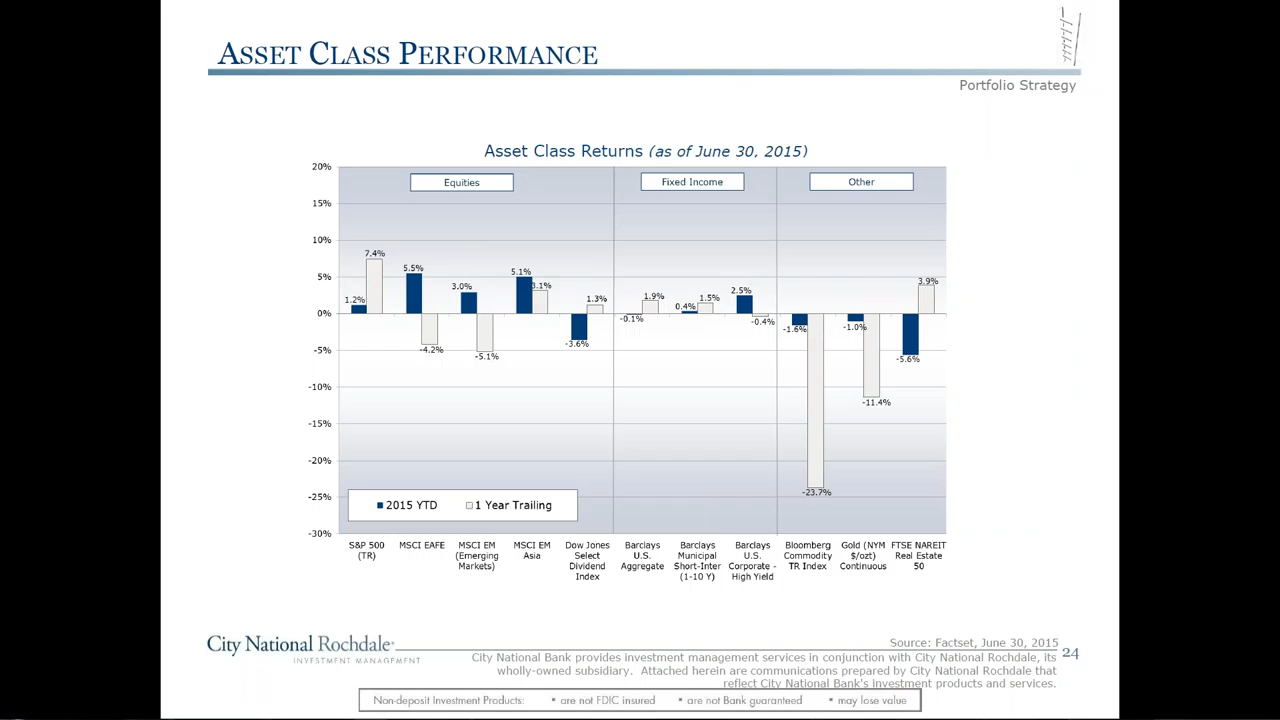 ASSET CLASS PERFORMANCE
Portfolio Strategy
Asset Class Returns (as of June 30, 2015)
20%
15%
10%
5%
0%
-5%
-10%
-15%
-20%
-25%
-30%
Equities
Fixed Income
Other
1.2%
7.4%
5.5%
-4.2%
3.0%
-5.1%
5.1%
3.1%
-3.6%
1.3%
-0.1%
1.9%
0.4%
1.5%
2.5%
-0.4%
-1.6%
-23.7%
-1.0%
-11.4%
-5.6%
3.9%
2015 YTD
1 Year Trailing
S&P 500
(TR)
MSCI EAFE
MSCI EM
(Emerging
Markets)
MSCI EM
Asia
Dow Jones
Select
Dividend
Index
Barclays
U.S.
Aggregate
Barclays
Municipal
Short-Inter
(1-10 Y)
Barclays
U.S.
Corporate -
High Yield
Bloomberg
Commodity
TR Index
Gold (NYM
$/ozt)
Continuous
FTSE NAREIT
Real Estate
50
City National Rochdale
INVESTMENT MANAGEMENT
Source: Factset, June 30, 2015
24
City National Bank provides investment management services in conjunction with City National Rochdale, its
wholly-owned subsidiary. Attached herein are communications prepared by City National Rochdale that
reflect City National Bank's investment products and services.
Non-deposit Investment Products: * are not FDIC insured * are not Bank guaranteed * may lose value